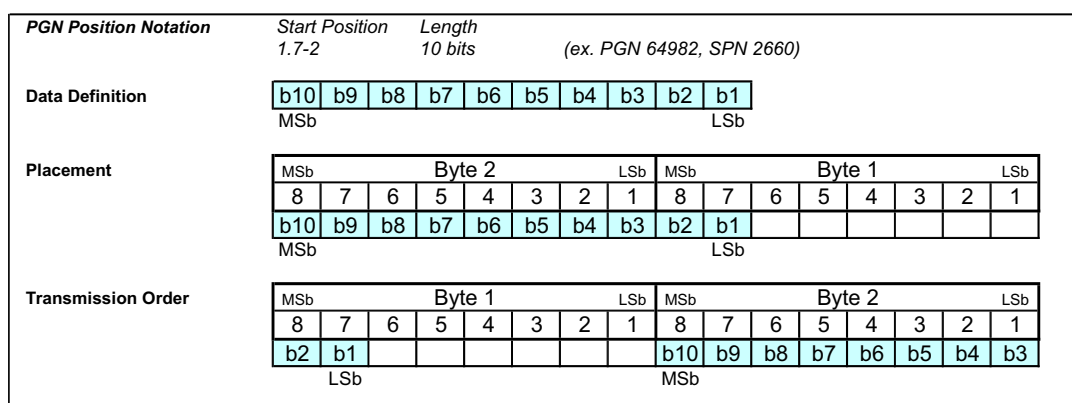 PGN Position Notation Start Position Length
1.7-2 10 bits (ex. PGN 64982, SPN 2660)
Data Definition b10 b9 b8 b7 b6 b5 b4 b3 b2 b1
MSb LSb
Placement MSb Byte 2 LSb MSb Byte 1 LSb
8 7 6 5 4 3 2 1 8 7 6 5 4 3 2 1
b10 b9 b8 b7 b6 b5 b4 b3 b2 b1
MSb LSb
Transmission Order MSb Byte 1 LSb MSb Byte 2 LSb
8 7 6 5 4 3 2 1 8 7 6 5 4 3 2 1
b2 b1 b10 b9 b8 b7 b6 b5 b4 b3
LSb MSb